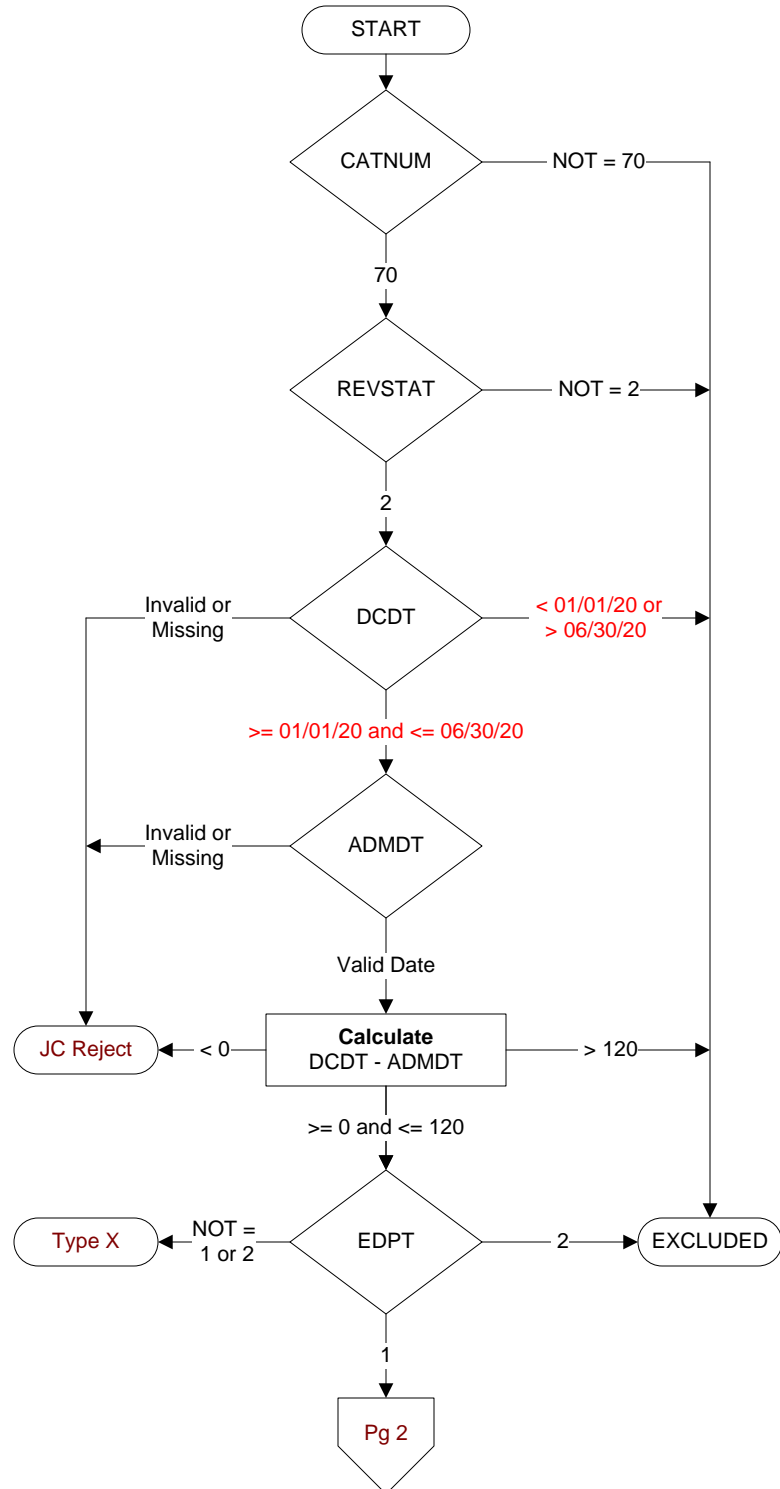 START
CATNUM
NOT = 70
70
REVSTAT
NOT = 2
2
Invalid or
Missing
DCDT
< 01/01/20 or
> 06/30/20
>= 01/01/20 and <= 06/30/20
Invalid or
Missing
ADMDT
Valid Date
JC Reject
< 0
Calculate
DCDT - ADMDT
> 120
>= 0 and <= 120
Type X
NOT =
1 or 2
EDPT
2
EXCLUDED
1
Pg 2